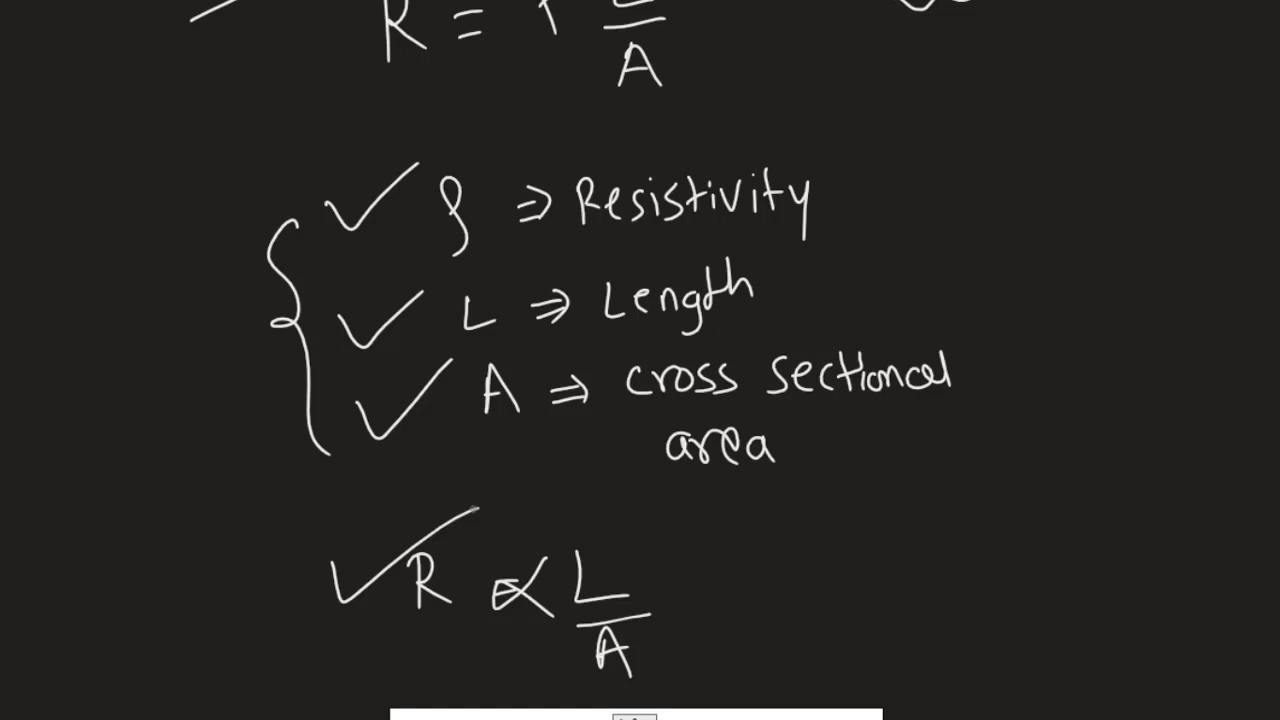 R = ρ L/A
ρ ⇒ Resistivity
L ⇒ Length
A ⇒ cross sectional
area
R ∝ L/A